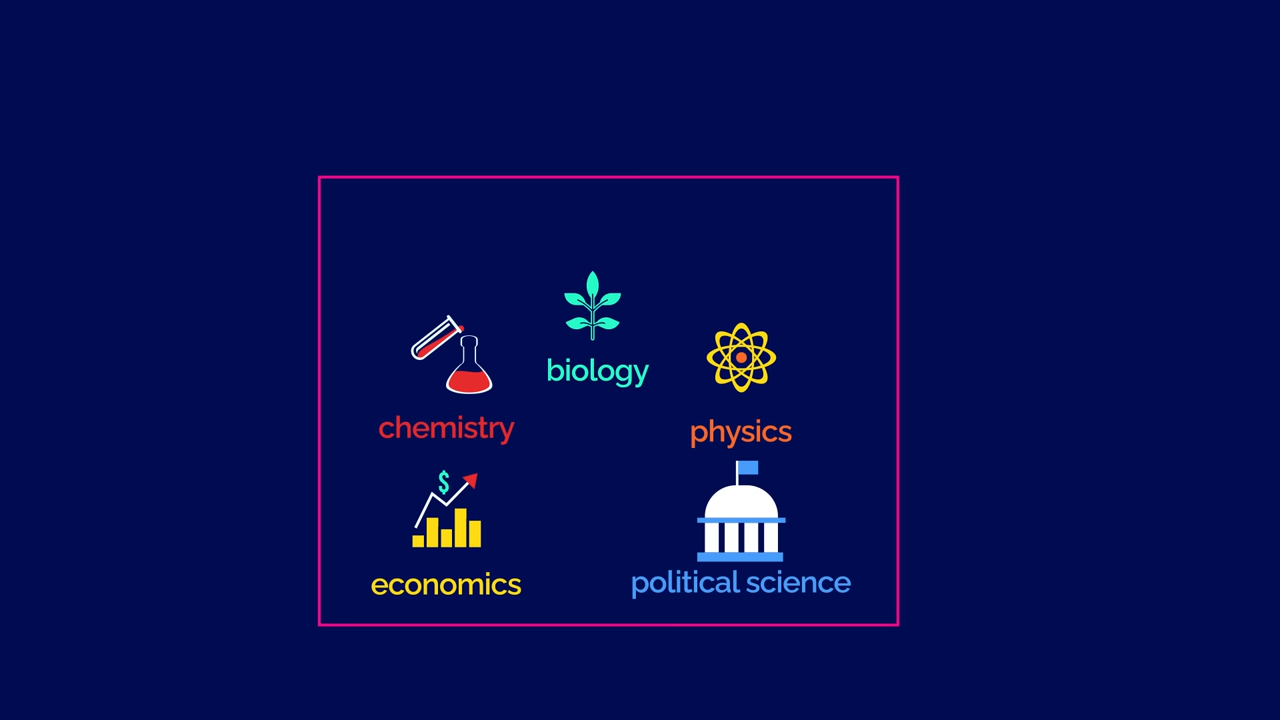 biology
chemistry
physics
$
economics
political science